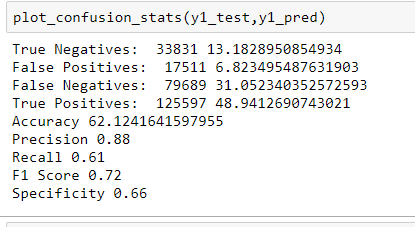 plot_confusion_stats(y1_test,y1_pred)
True Negatives:  33831 13.1828950854934
False Positives:  17511 6.823495487631903
False Negatives:  79689 31.052340352572593
True Positives:  125597 48.9412690743021
Accuracy 62.1241641597955
Precision 0.88
Recall 0.61
F1 Score 0.72
Specificity 0.66